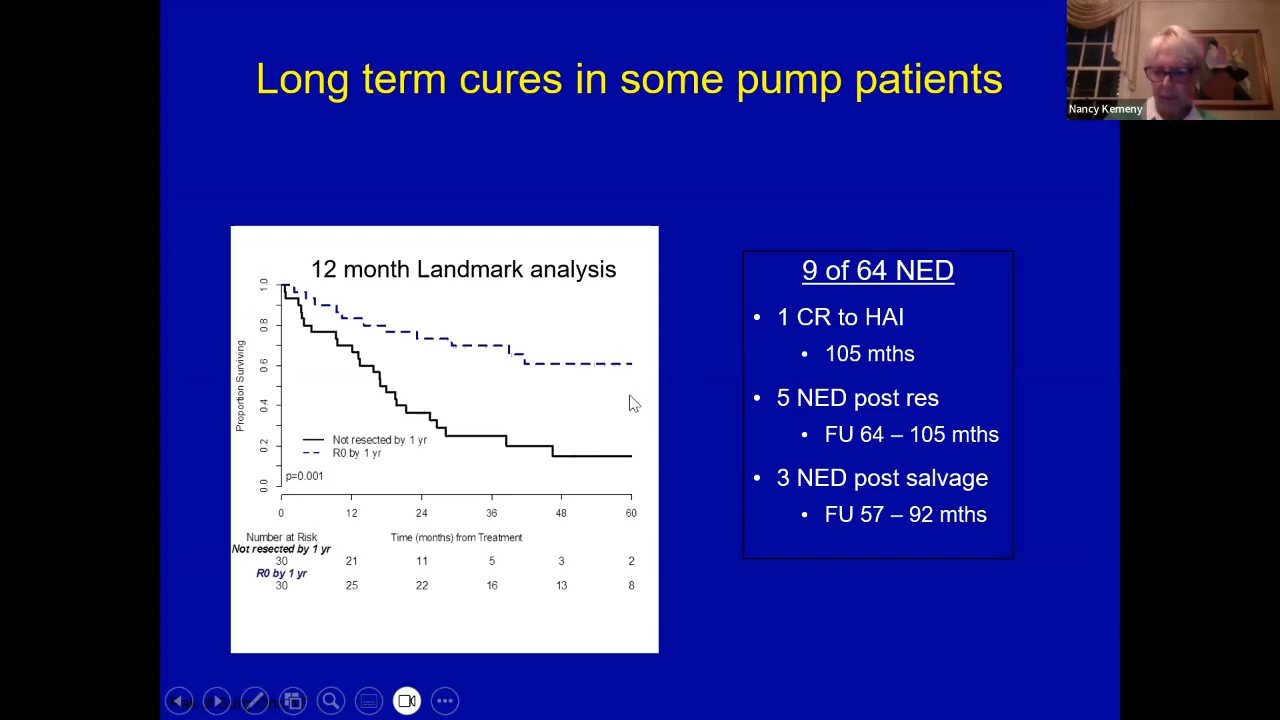 Long term cures in some pump patients
Nancy Kemeny
12 month Landmark analysis
1.0
0.8
0.6
0.4
0.2
0.0
Proportion Surviving
Not resected by 1 yr
R0 by 1 yr
p=0.001
0 12 24 36 48 60
Number at Risk
Time (months) from Treatment
Not resected by 1 yr
30 21 11 5 3 2
R0 by 1 yr
30 25 22 16 13 8
9 of 64 NED
• 1 CR to HAI
• 105 mths
• 5 NED post res
• FU 64 – 105 mths
• 3 NED post salvage
• FU 57 – 92 mths